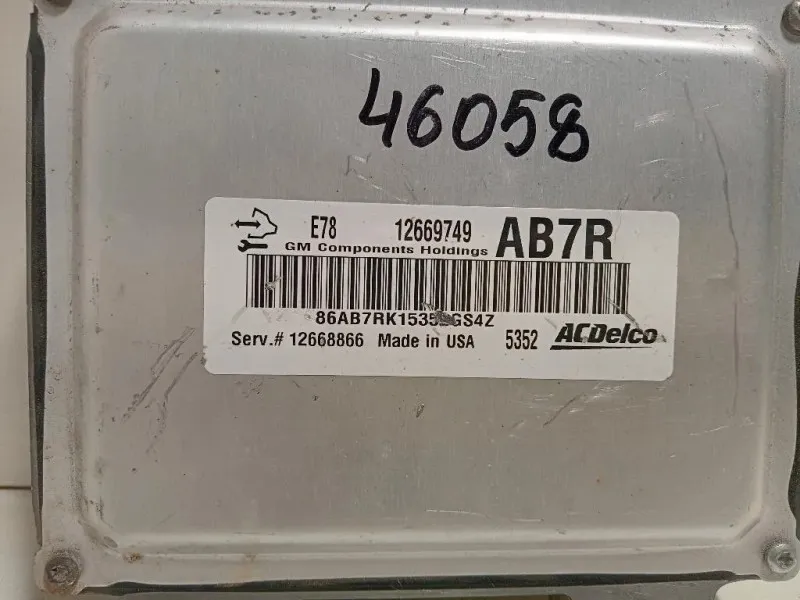 46058
E78 12669749 AB7R
GM Components Holdings
Serv.# 12668866 Made in USA 5352 ACDelco